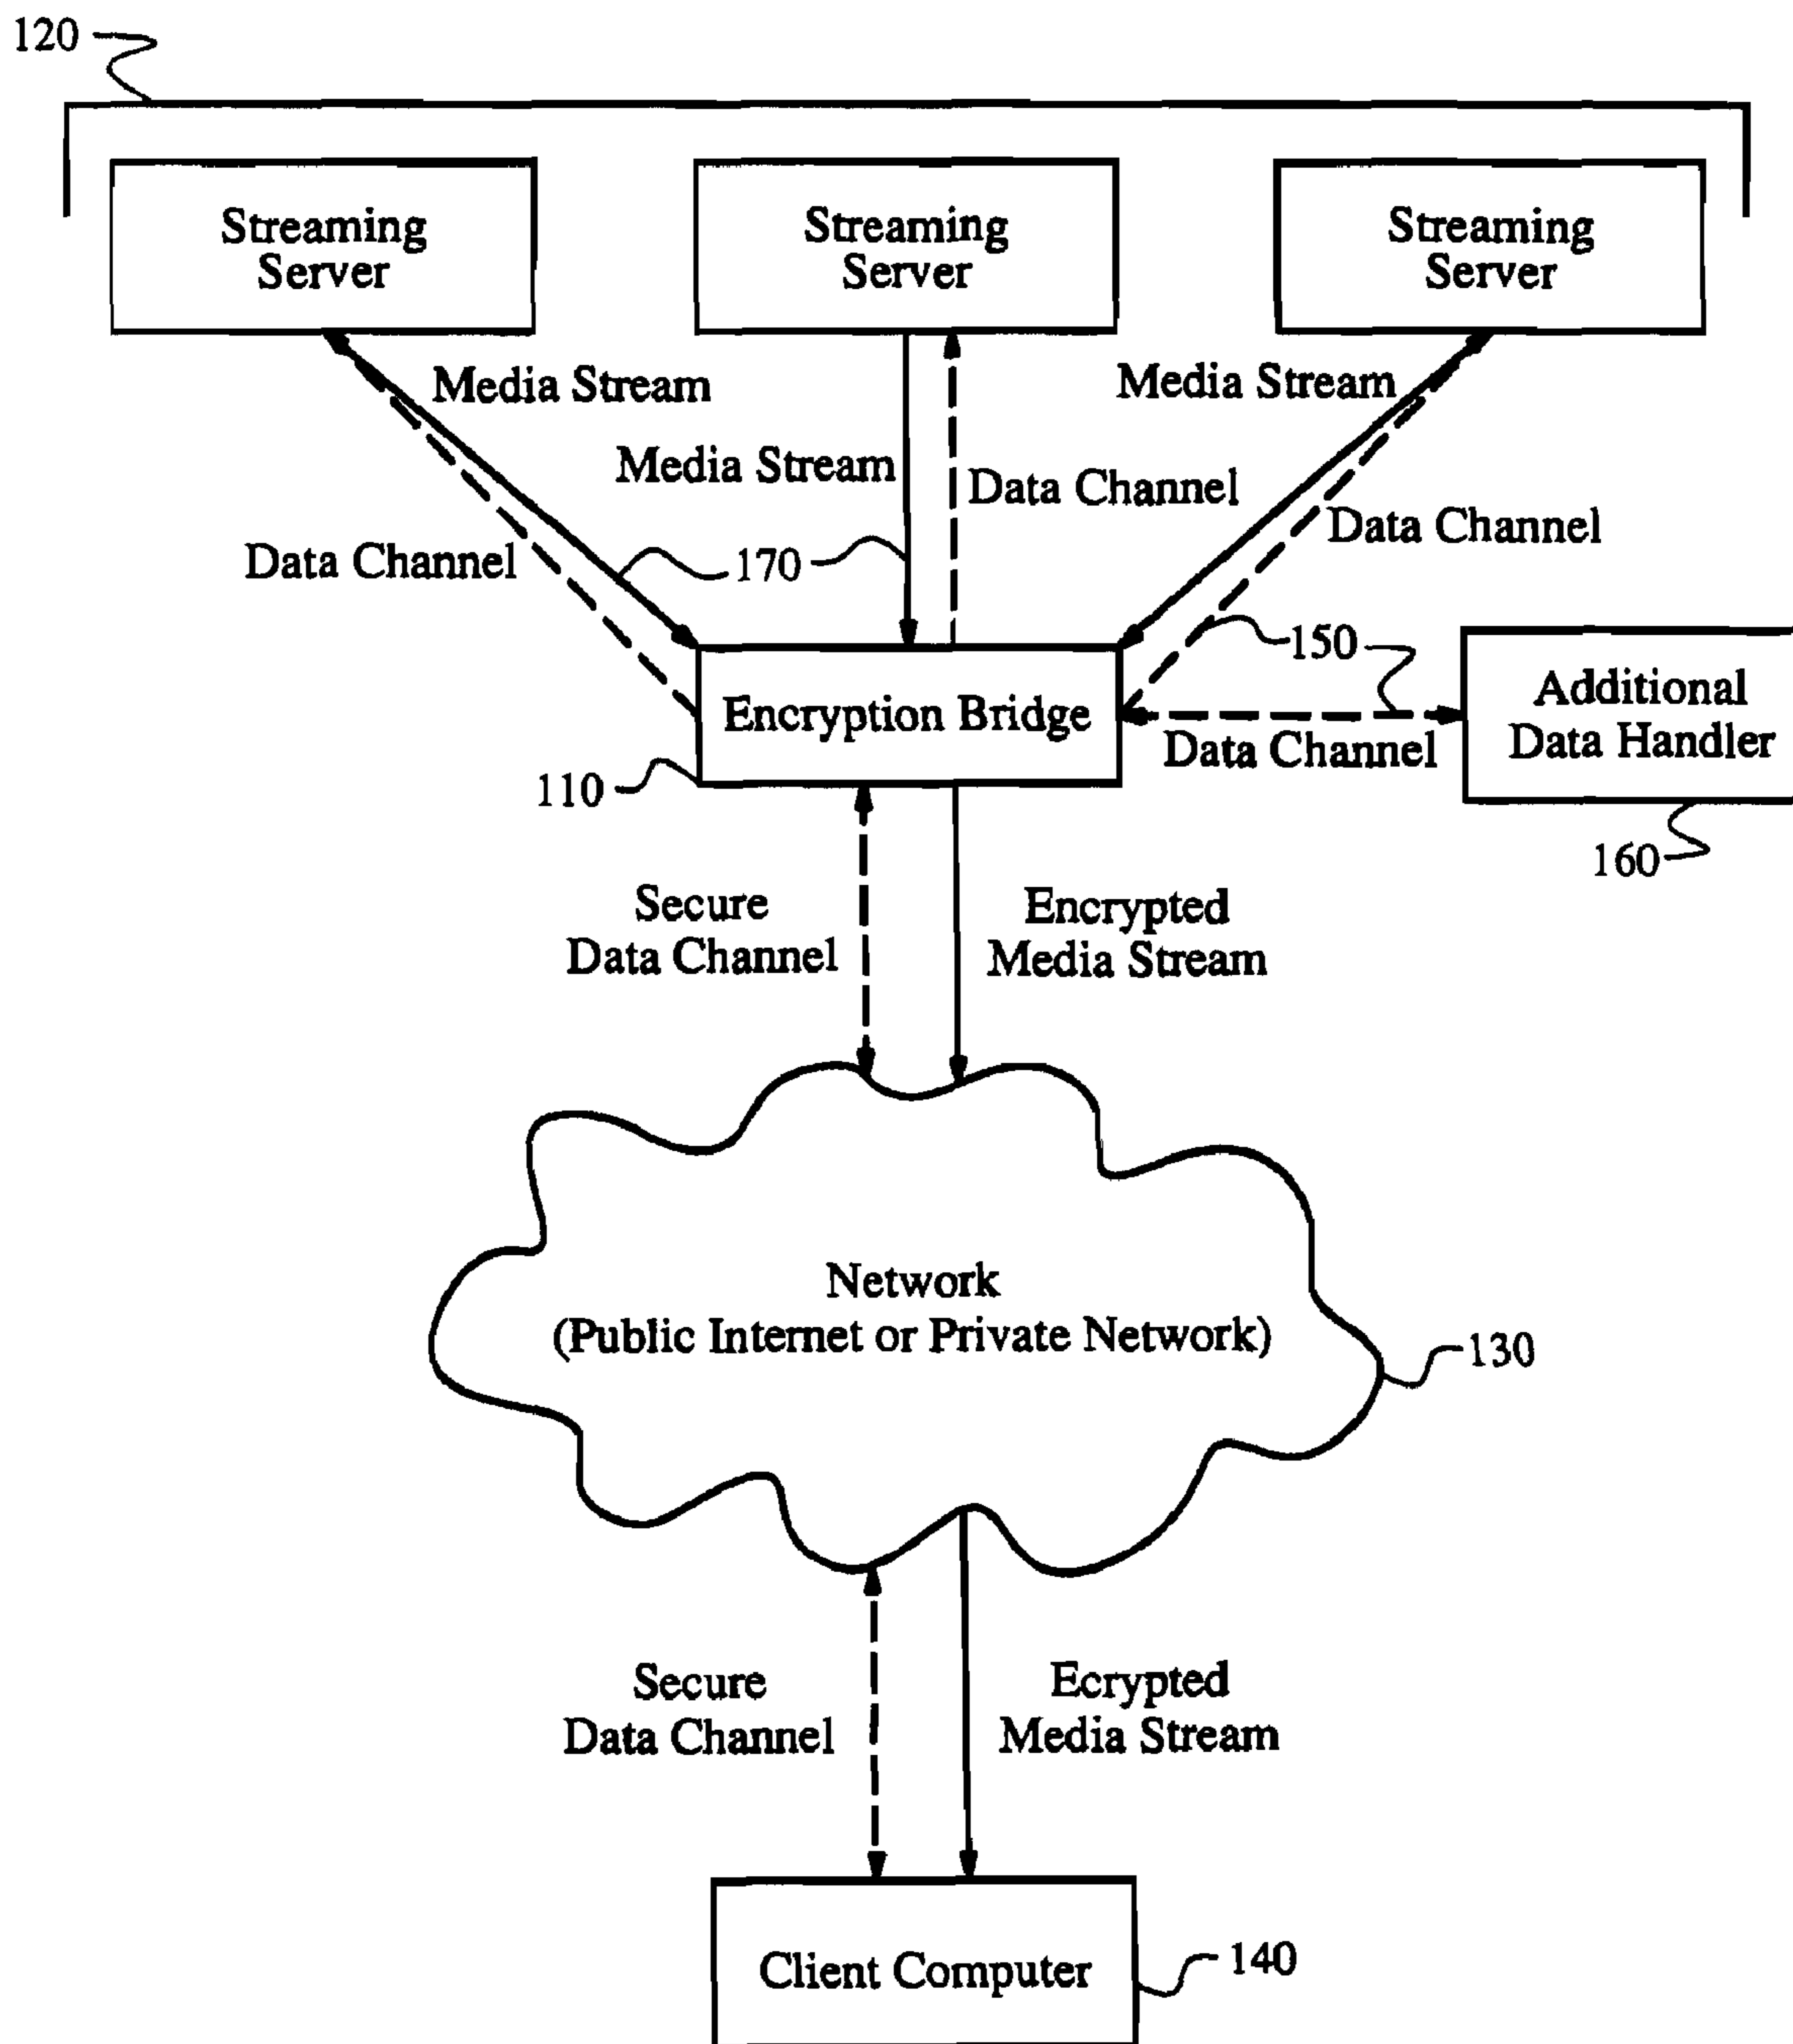 120
Streaming
Server
Streaming
Server
Streaming
Server
Media Stream
Media Stream
Media Stream
Data Channel
Data Channel
Data Channel
170
150
Encryption Bridge
Additional
Data Handler
Data Channel
110
160
Secure
Data Channel
Encrypted
Media Stream
Network
(Public Internet or Private Network)
130
Secure
Data Channel
Ecrypted
Media Stream
Client Computer
140